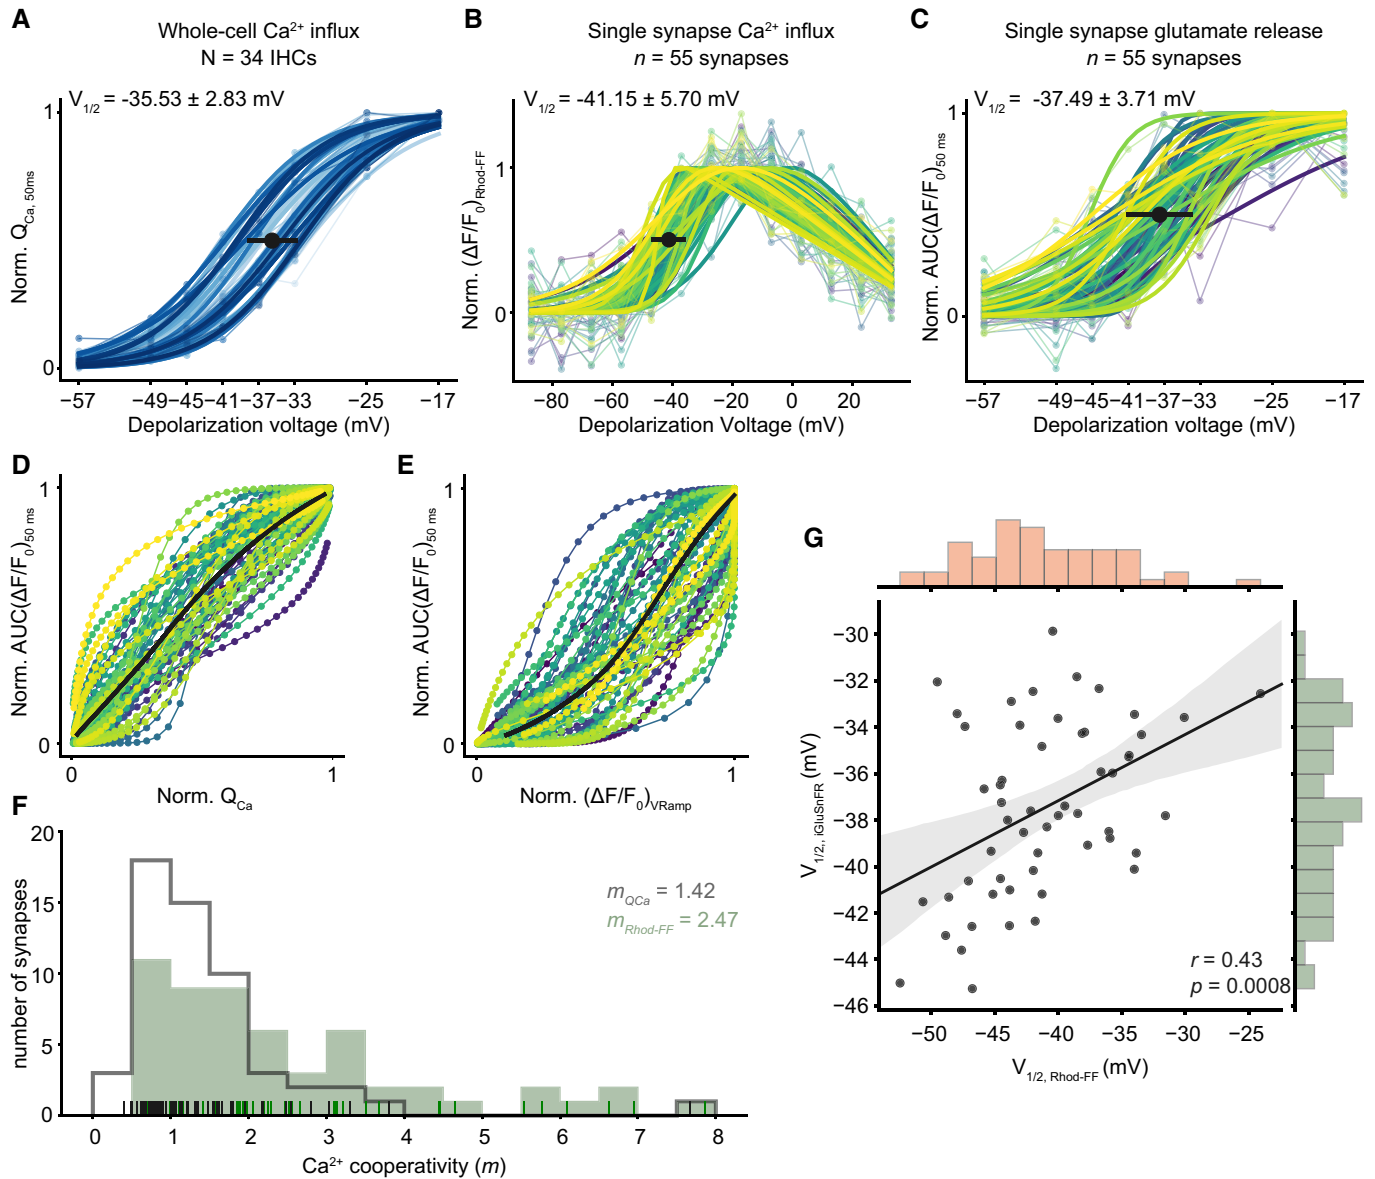 A
Whole-cell Ca²⁺ influx
N = 34 IHCs
V1/2 = -35.53 ± 2.83 mV
Norm. QCa, 50ms
1
0
−57 −49 −45 −41 −37 −33 −25 −17
Depolarization voltage (mV)
B
Single synapse Ca²⁺ influx
n = 55 synapses
V1/2 = -41.15 ± 5.70 mV
Norm. (ΔF/F0)Rhod-FF
1
0
−80 −60 −40 −20 0 20
Depolarization Voltage (mV)
C
Single synapse glutamate release
n = 55 synapses
V1/2 = -37.49 ± 3.71 mV
Norm. AUC(ΔF/F0)50 ms
1
0
−57 −49 −45 −41 −37 −33 −25 −17
Depolarization voltage (mV)
D
Norm. AUC(ΔF/F0)50 ms
1
0
0 1
Norm. QCa
E
Norm. AUC(ΔF/F0)50 ms
1
0
0 1
Norm. (ΔF/F0)VRamp
F
number of synapses
20
15
10
5
0
mQCa = 1.42
mRhod-FF = 2.47
0 1 2 3 4 5 6 7 8
Ca²⁺ cooperativity (m)
G
V1/2,, iGluSnFR (mV)
−30
−32
−34
−36
−38
−40
−42
−44
−46
r = 0.43
p = 0.0008
−50 −45 −40 −35 −30 −25
V1/2, Rhod-FF (mV)